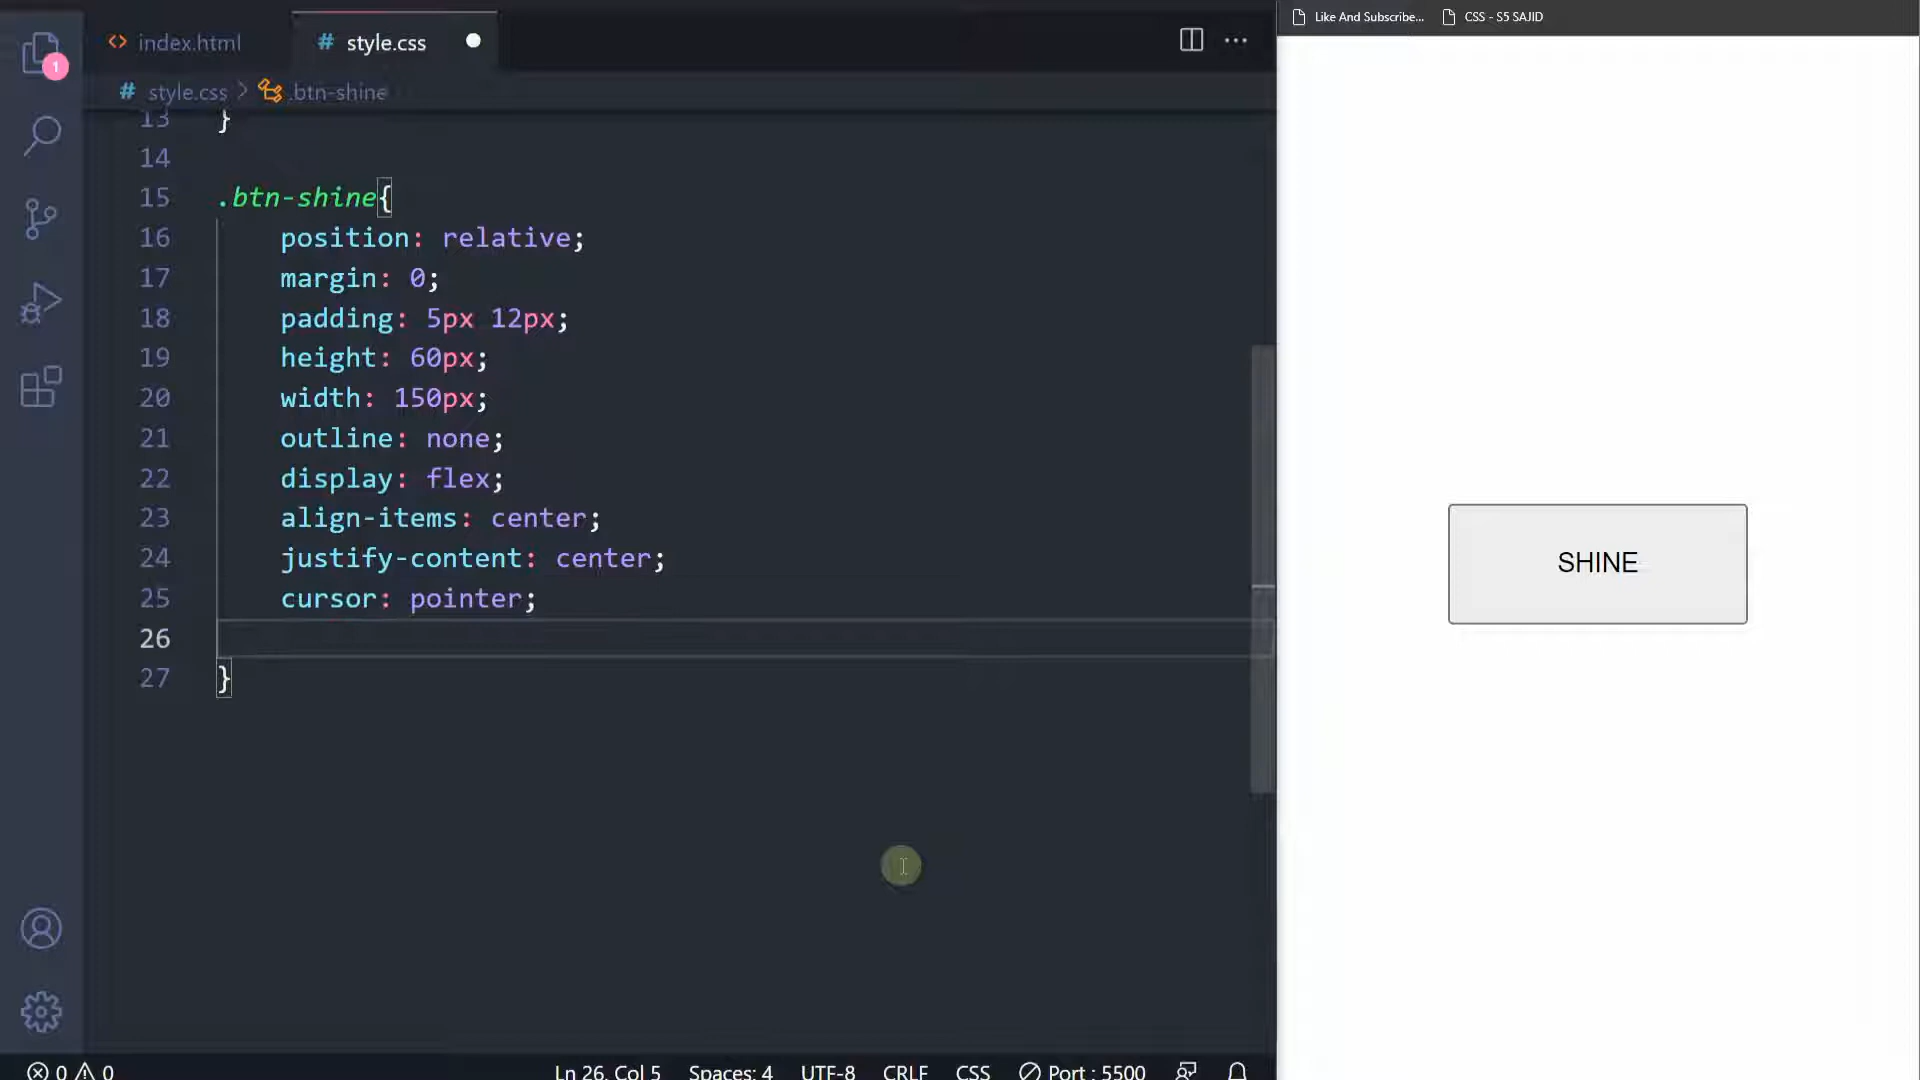 <> index.html
# style.css
Like And Subscribe...
CSS - S5 SAJID
# style.css > .btn-shine
1
13 }
14
15 .btn-shine{
16 position: relative;
17 margin: 0;
18 padding: 5px 12px;
19 height: 60px;
20 width: 150px;
21 outline: none;
22 display: flex;
23 align-items: center;
24 justify-content: center;
25 cursor: pointer;
26
27 }
SHINE
0 0
Ln 26, Col 5 Spaces: 4 UTF-8 CRLF CSS Port : 5500